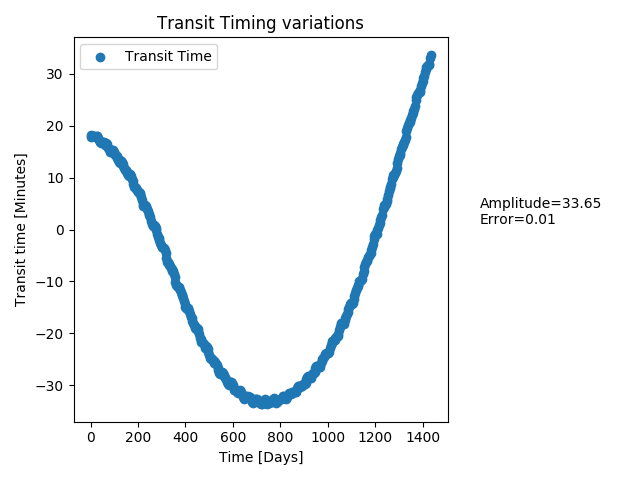 Transit Timing variations
Transit Time
Transit time [Minutes]
30
20
10
0
−10
−20
−30
0 200 400 600 800 1000 1200 1400
Time [Days]
Amplitude=33.65
Error=0.01